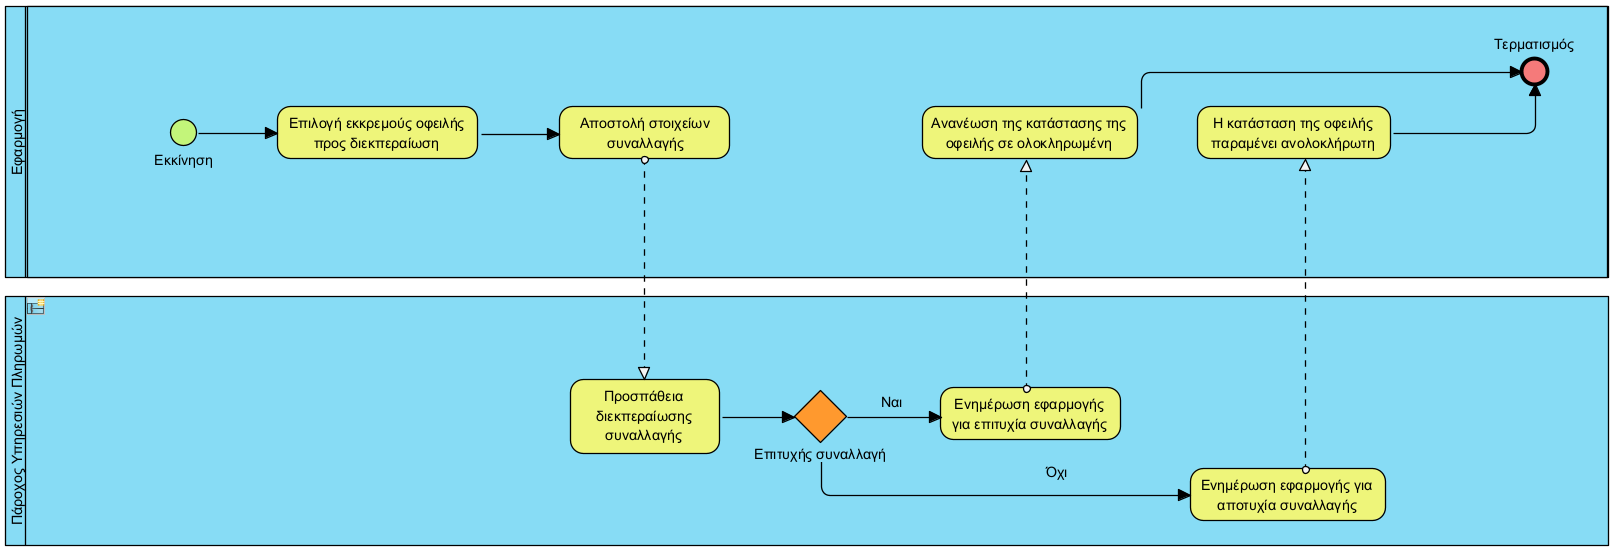 Εφαρμογή
Εκκίνηση
Επιλογή εκκρεμούς οφειλής
προς διεκπεραίωση
Αποστολή στοιχείων
συναλλαγής
Ανανέωση της κατάστασης της
οφειλής σε ολοκληρωμένη
Η κατάσταση της οφειλής
παραμένει ανολοκλήρωτη
Τερματισμός
Πάροχος Υπηρεσιών Πληρωμών
Προσπάθεια
διεκπεραίωσης
συναλλαγής
Επιτυχής συναλλαγή
Ναι
Ενημέρωση εφαρμογής
για επιτυχία συναλλαγής
Όχι
Ενημέρωση εφαρμογής για
αποτυχία συναλλαγής